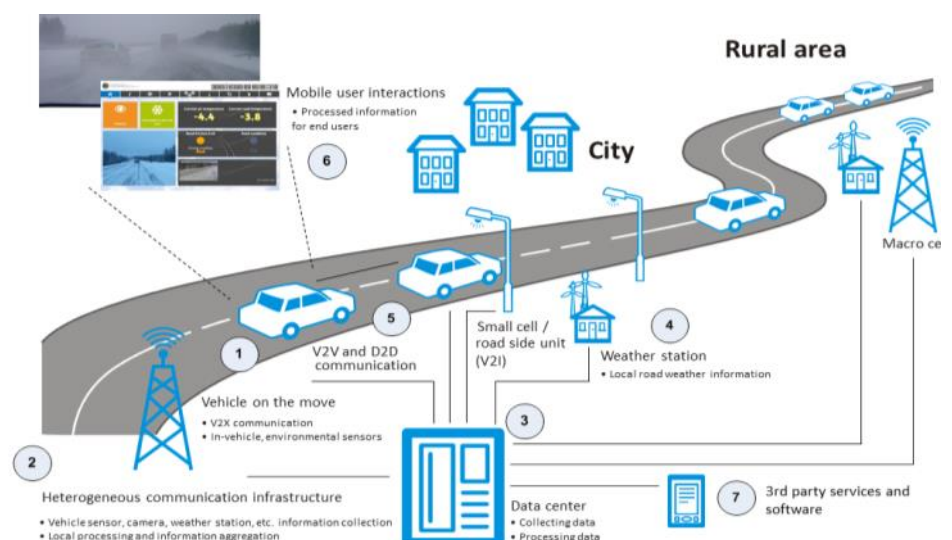 Rural area
Mobile user interactions
• Processed information
for end users
6
-4.4
-3.8
City
Macro ce
5
4
1
V2V and D2D
communication
Small cell /
road side unit
(V2I)
Weather station
• Local road weather information
Vehicle on the move
• V2X communication
• In-vehicle, environmental sensors
3
2
Heterogeneous communication infrastructure
• Vehicle sensor, camera, weather station, etc. information collection
• Local processing and information aggregation
Data center
• Collecting data
• Processing data
7
3rd party services and
software